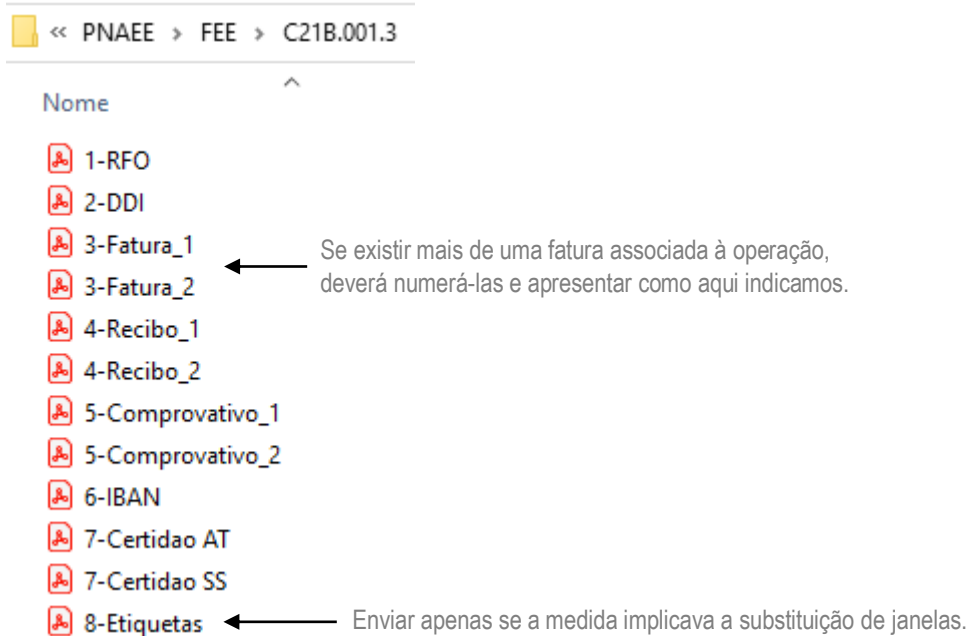 « PNAEE > FEE > C21B.001.3
Nome
1-RFO
2-DDI
3-Fatura_1
Se existir mais de uma fatura associada à operação,
3-Fatura_2
deverá numerá-las e apresentar como aqui indicamos.
4-Recibo_1
4-Recibo_2
5-Comprovativo_1
5-Comprovativo_2
6-IBAN
7-Certidao AT
7-Certidao SS
8-Etiquetas
Enviar apenas se a medida implicava a substituição de janelas.